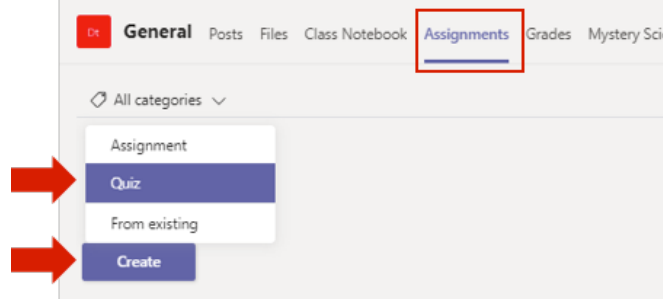 Dt General Posts Files Class Notebook Assignments Grades Mystery Sci
All categories
Assignment
Quiz
From existing
Create